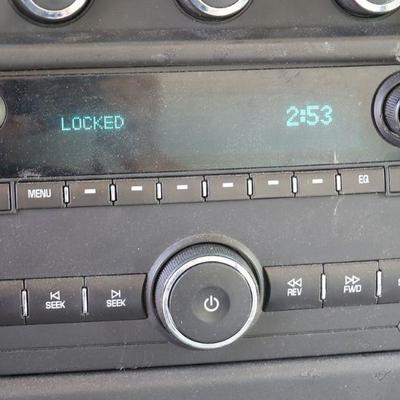 LOCKED 2:53
MENU EQ
SEEK SEEK REV FWD